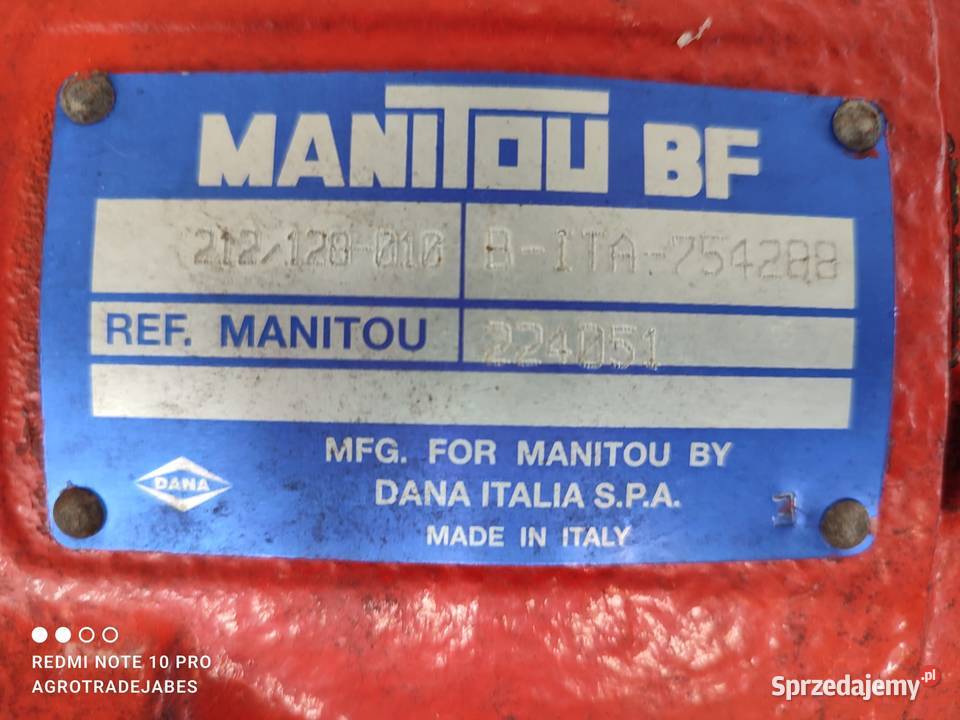 MANITOU BF
212/128-010 B-ITA-754288
REF. MANITOU 224051
MFG. FOR MANITOU BY
DANA DANA ITALIA S.P.A. 3
MADE IN ITALY
REDMI NOTE 10 PRO
AGROTRADEJABES
Sprzedajemy.pl